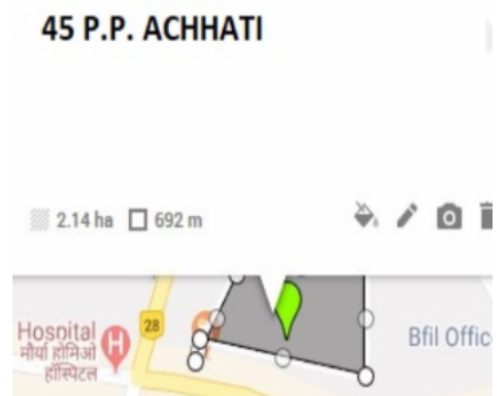 45 P.P. ACHHATI
2.14 ha 692 m
28
Hospital
मौर्या होमिओ
हॉस्पिटल
H
Bfil Offic